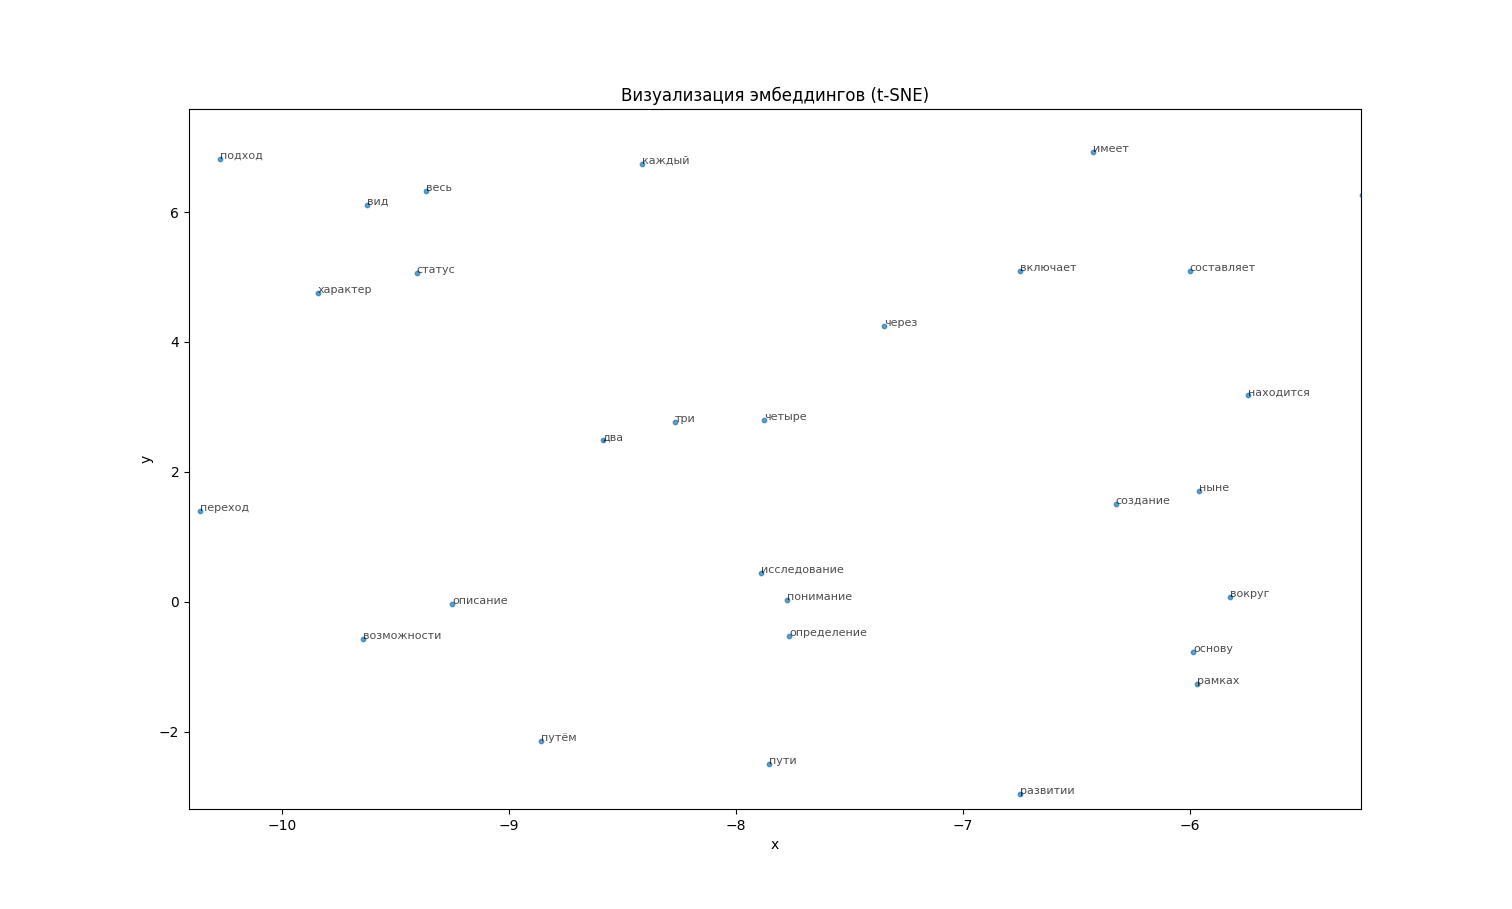 Визуализация эмбеддингов (t-SNE)
имеет
подход
каждый
весь
вид
6
включает
составляет
статус
характер
через
4
находится
четыре
три
два
2
ныне
создание
переход
исследование
понимание
вокруг
описание
0
определение
возможности
основу
рамках
−2
путём
пути
развитии
−10
−9
−8
−7
−6
x
y